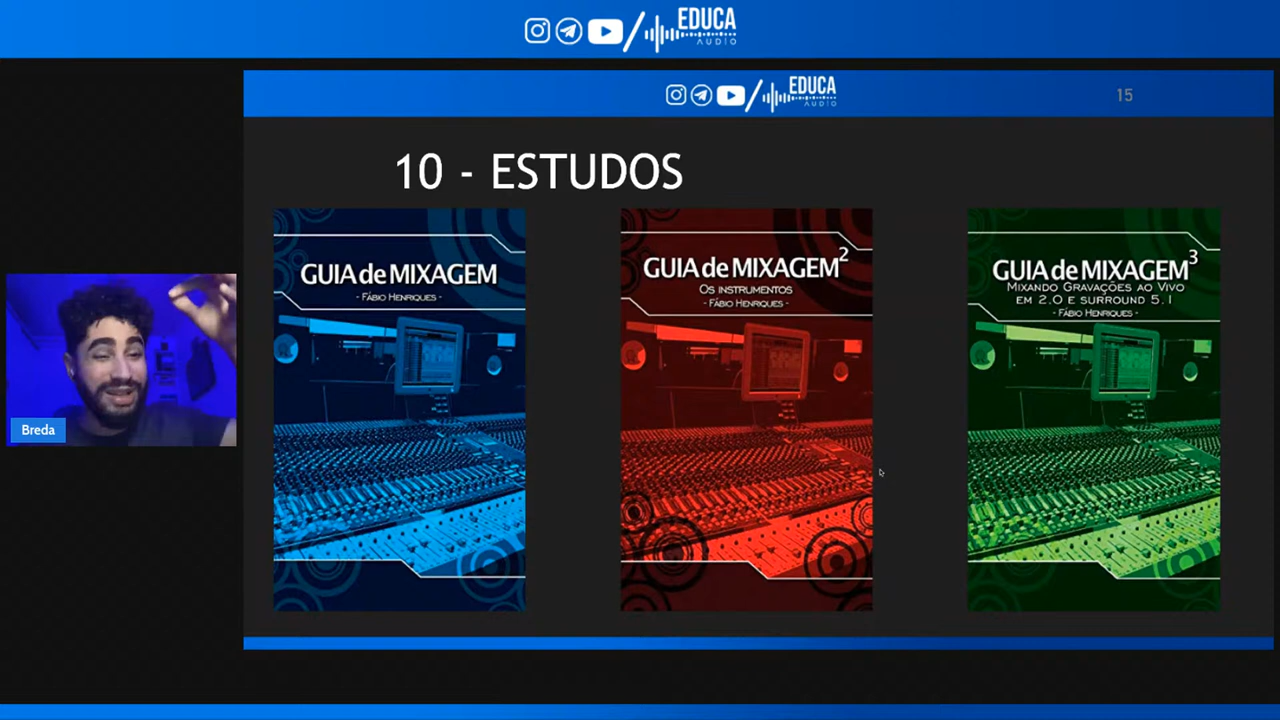 EDUCA
AUDIO
EDUCA
AUDIO
15
10 - ESTUDOS
GUIA de MIXAGEM
- FÁBIO HENRIQUES -
GUIA de MIXAGEM²
OS INSTRUMENTOS
- FÁBIO HENRIQUES -
GUIA de MIXAGEM³
MIXANDO GRAVAÇÕES AO VIVO
EM 2.0 E SURROUND 5.1
- FÁBIO HENRIQUES -
Breda